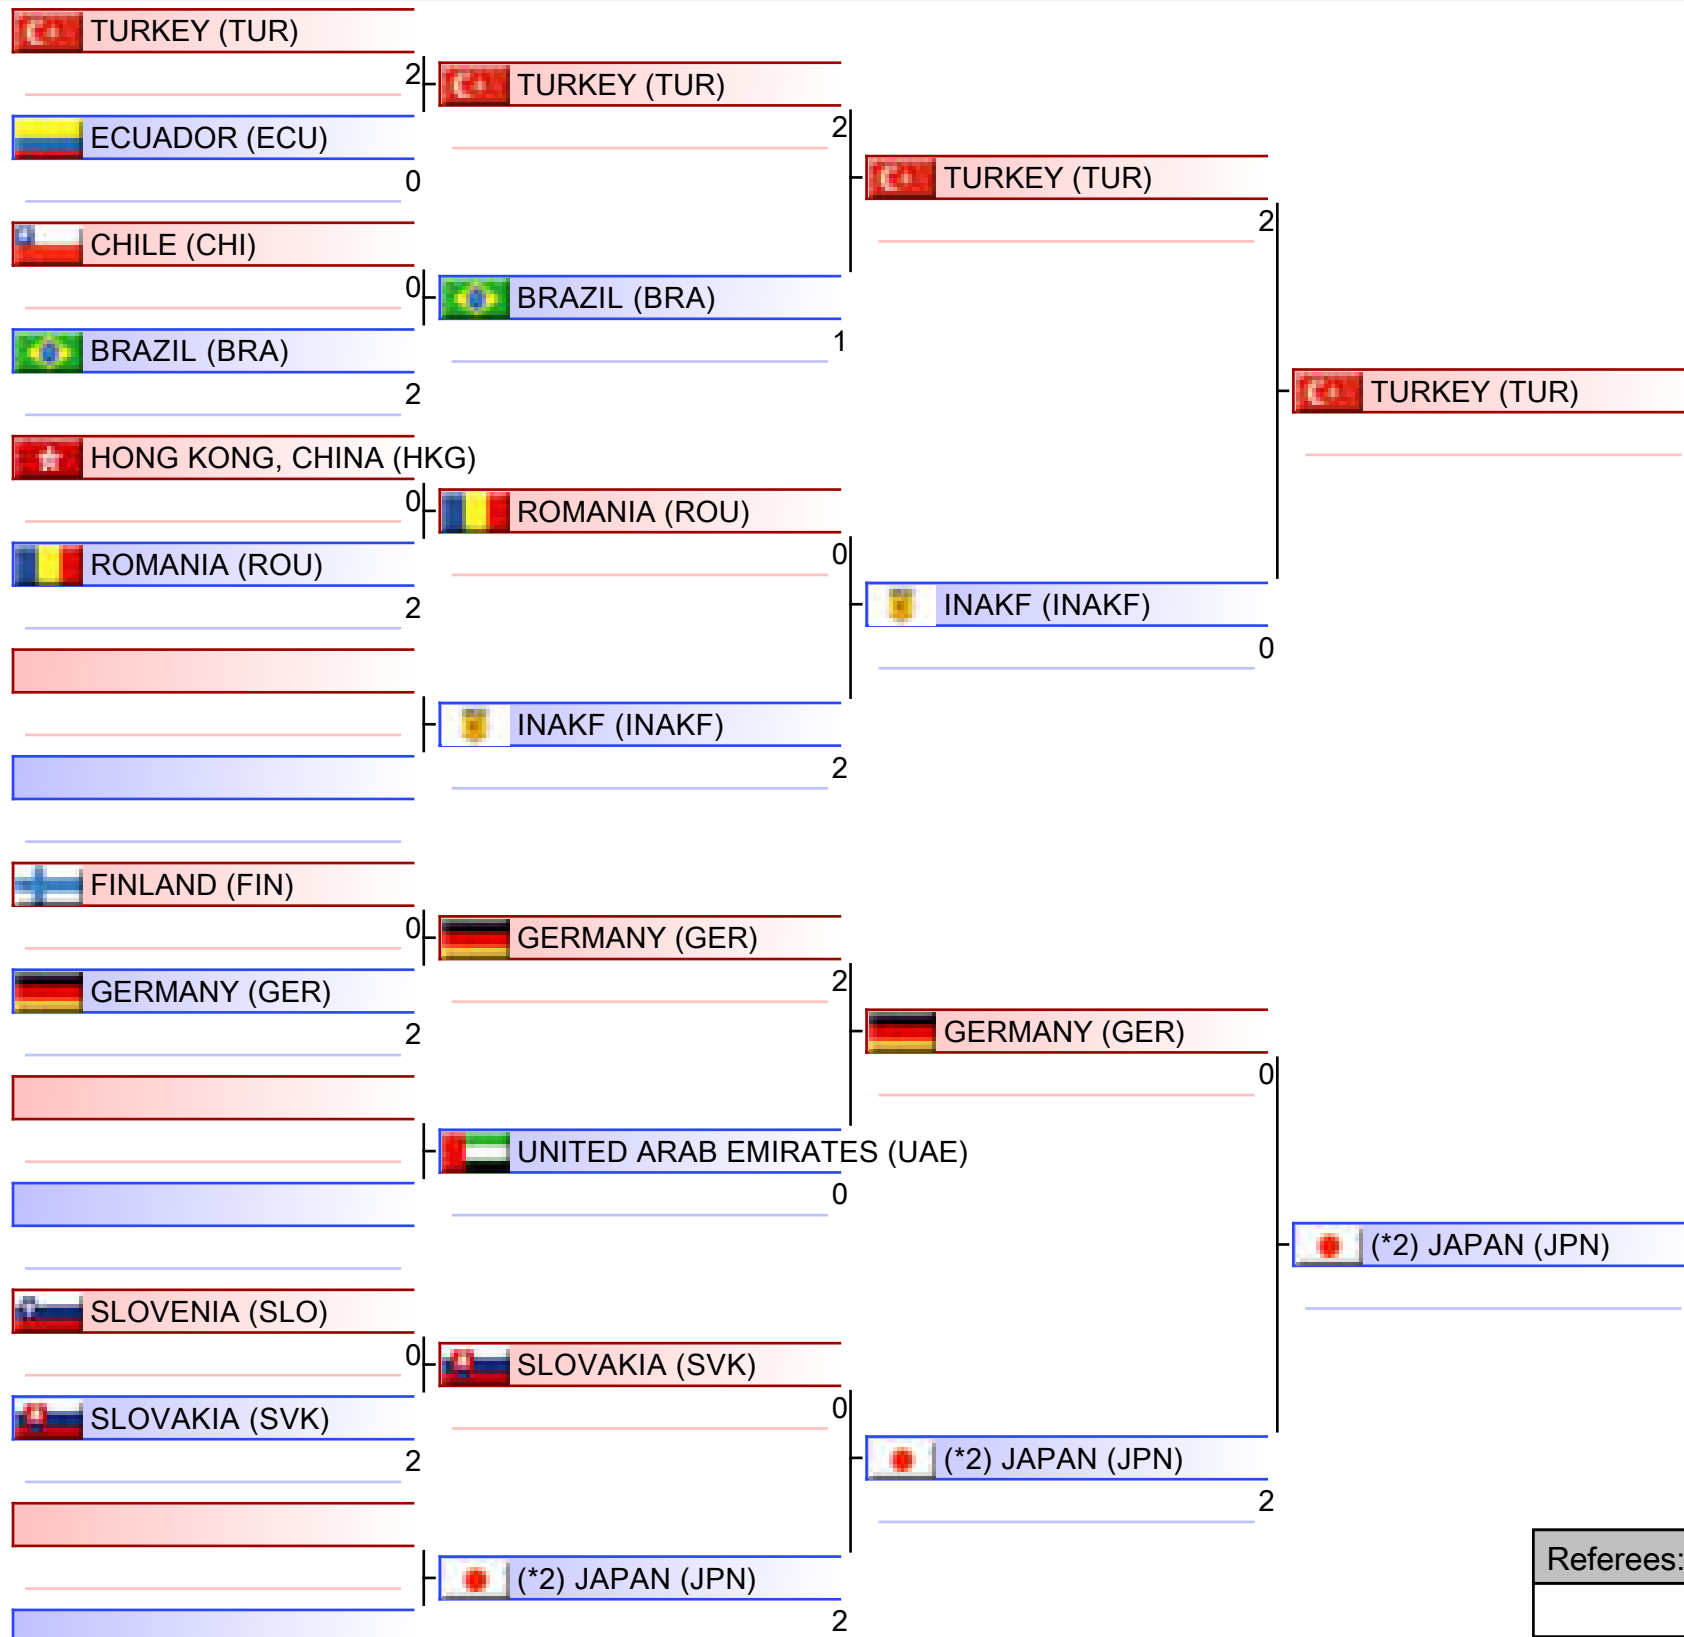 TURKEY (TUR)
2
ECUADOR (ECU)
0
CHILE (CHI)
0
BRAZIL (BRA)
2
HONG KONG, CHINA (HKG)
0
ROMANIA (ROU)
2
FINLAND (FIN)
0
GERMANY (GER)
2
SLOVENIA (SLO)
0
SLOVAKIA (SVK)
2
TURKEY (TUR)
2
BRAZIL (BRA)
1
ROMANIA (ROU)
0
INAKF (INAKF)
2
GERMANY (GER)
2
UNITED ARAB EMIRATES (UAE)
0
SLOVAKIA (SVK)
0
(*2) JAPAN (JPN)
2
TURKEY (TUR)
2
INAKF (INAKF)
0
GERMANY (GER)
0
(*2) JAPAN (JPN)
2
TURKEY (TUR)
(*2) JAPAN (JPN)
Referees: